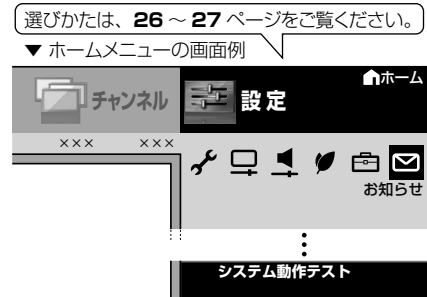 選びかたは、26～27 ページをご覧ください。
▼ ホームメニューの画面例
ホーム
チャンネル
設定
××× ×××
お知らせ
システム動作テスト